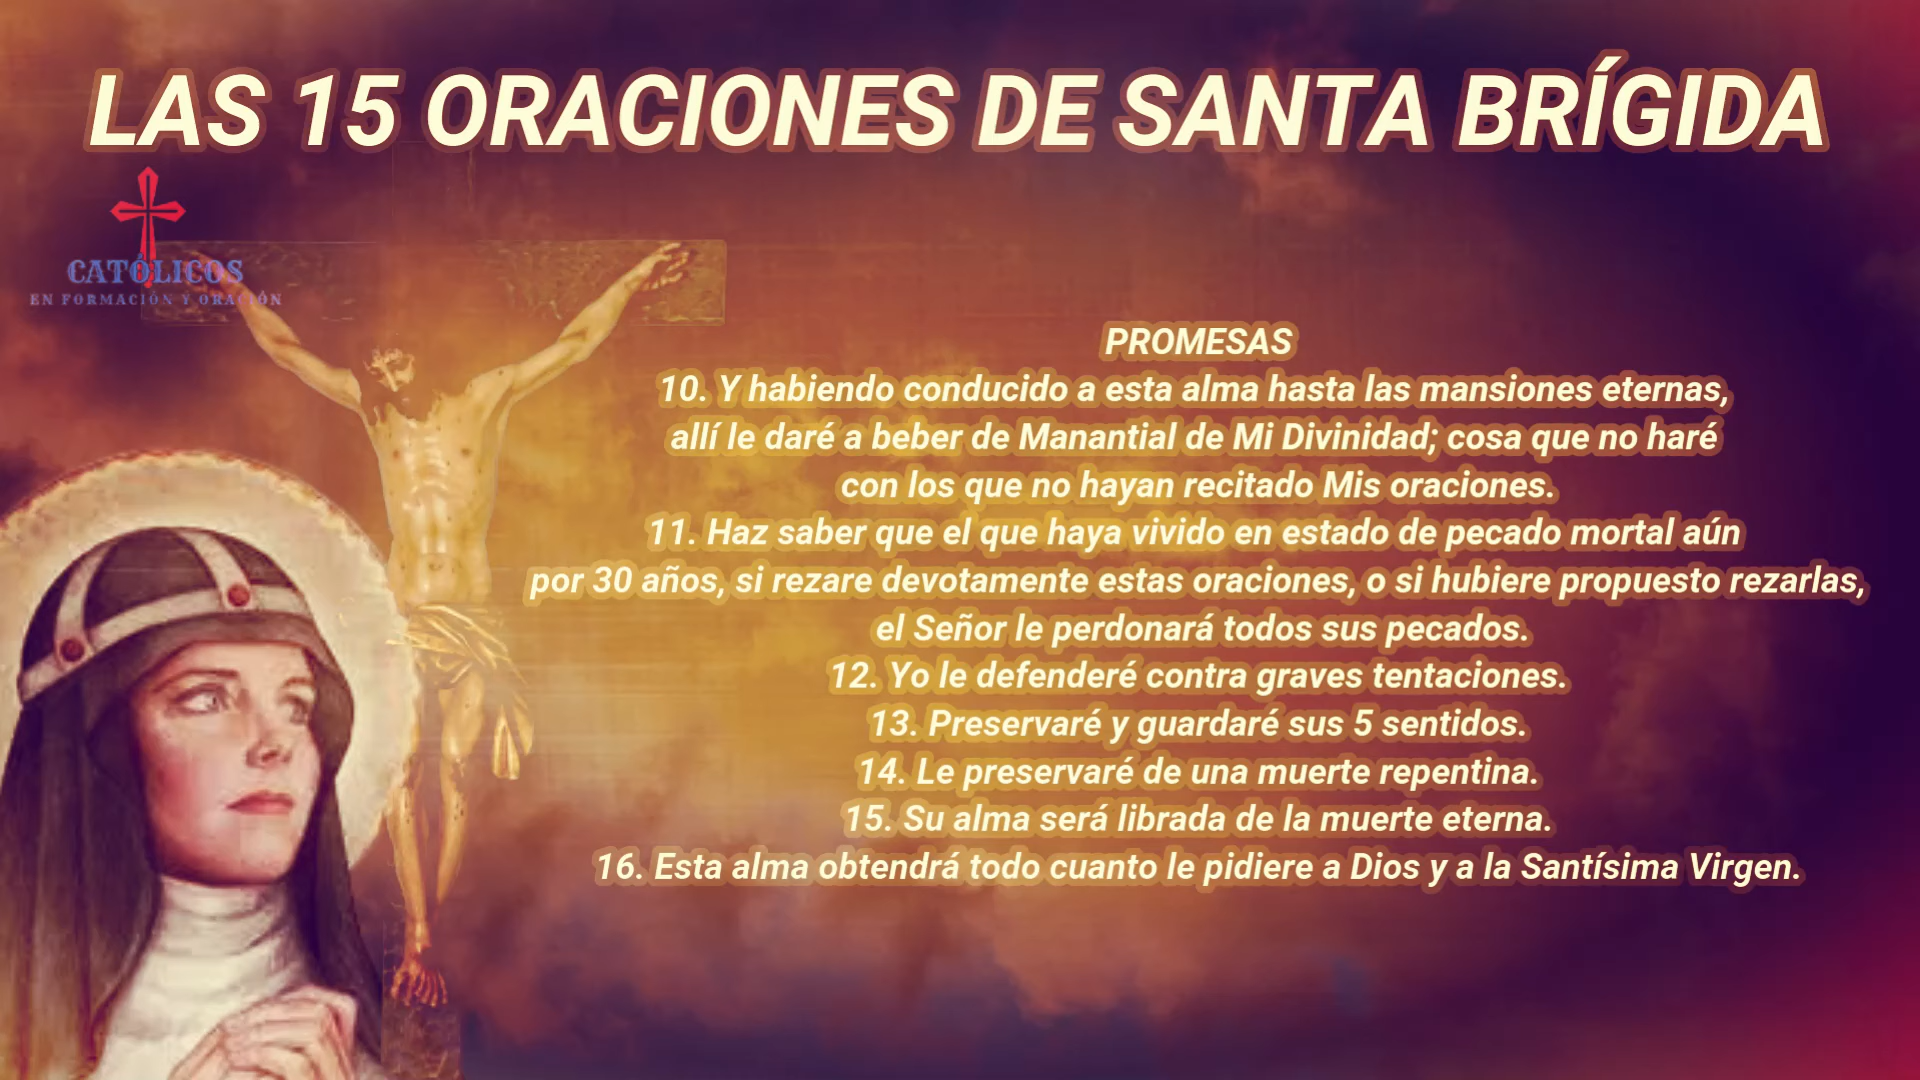 LAS 15 ORACIONES DE SANTA BRÍGIDA
CATÓLICOS
EN FORMACIÓN Y ORACIÓN
PROMESAS
10. Y habiendo conducido a esta alma hasta las mansiones eternas,
allí le daré a beber de Manantial de Mi Divinidad; cosa que no haré
con los que no hayan recitado Mis oraciones.
11. Haz saber que el que haya vivido en estado de pecado mortal aún
por 30 años, si rezare devotamente estas oraciones, o si hubiere propuesto rezarlas,
el Señor le perdonará todos sus pecados.
12. Yo le defenderé contra graves tentaciones.
13. Preservaré y guardaré sus 5 sentidos.
14. Le preservaré de una muerte repentina.
15. Su alma será librada de la muerte eterna.
16. Esta alma obtendrá todo cuanto le pidiere a Dios y a la Santísima Virgen.